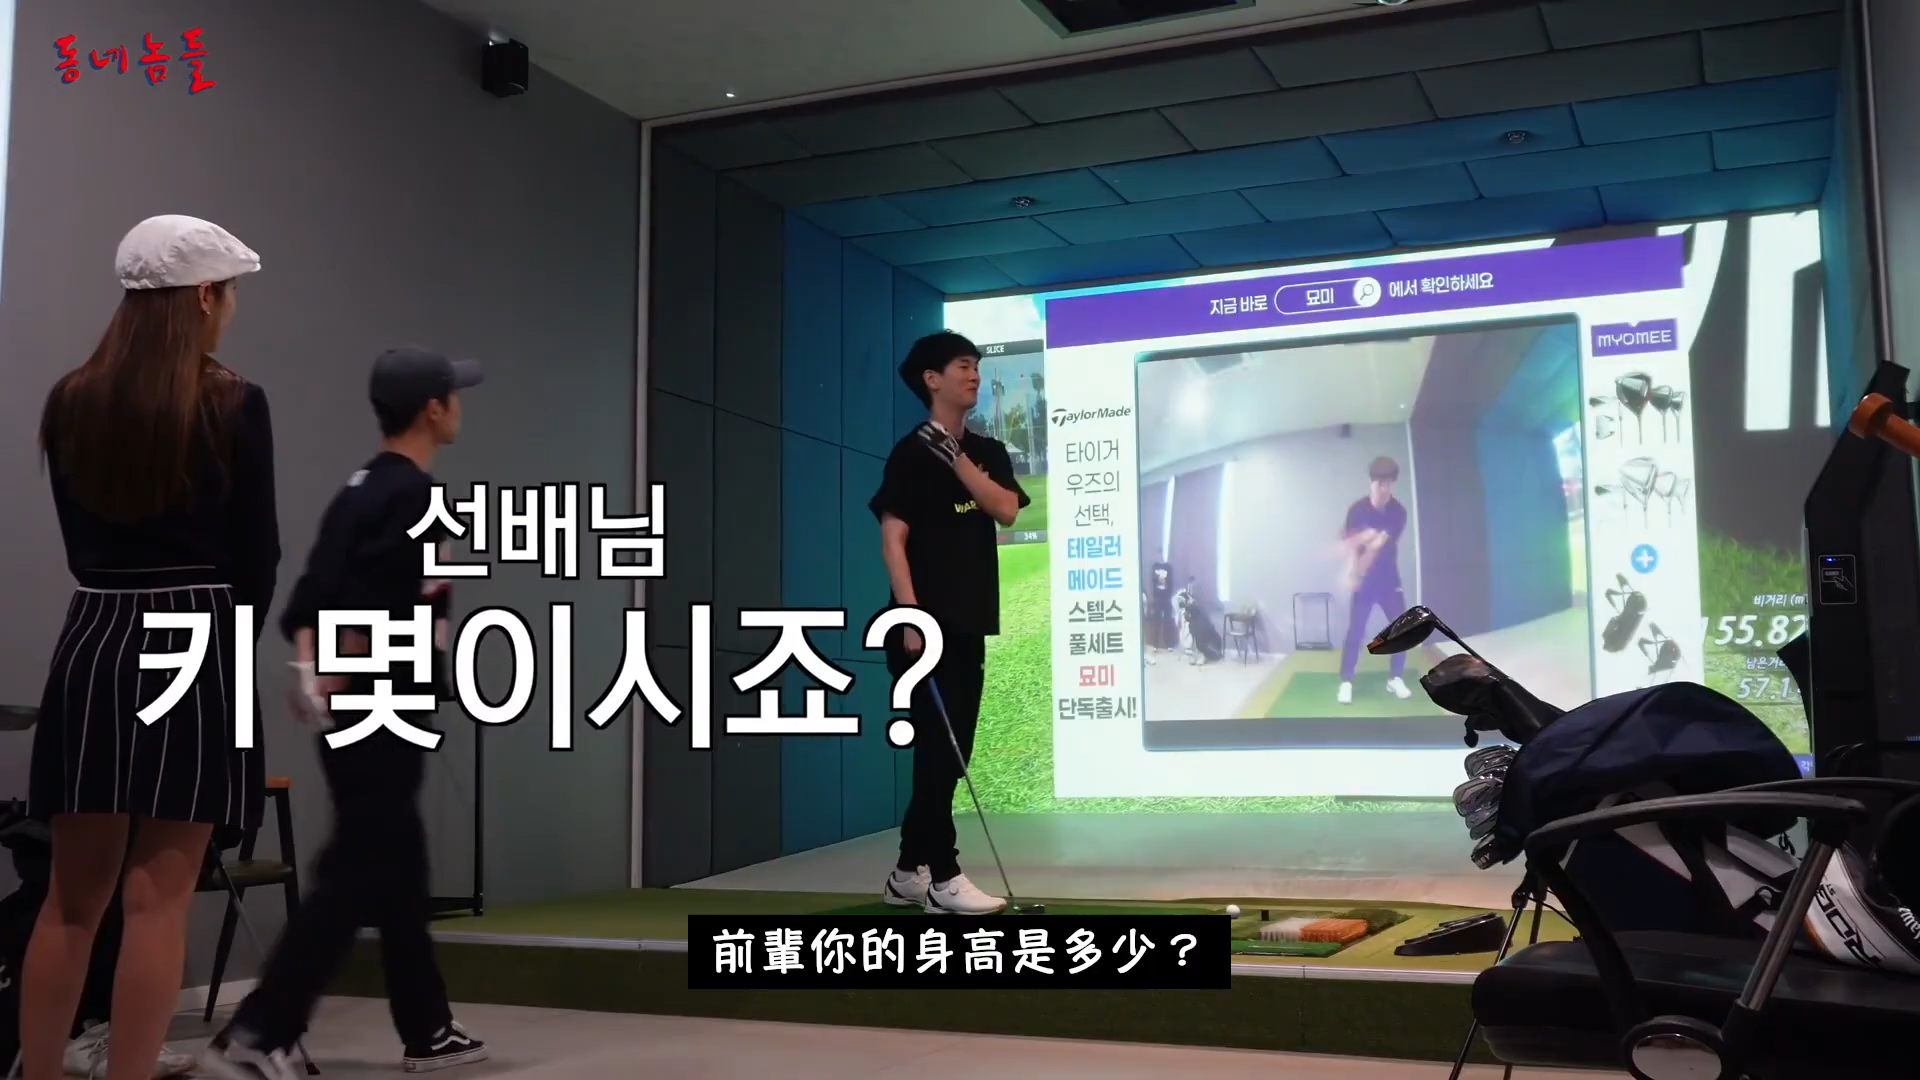 동네놈들
지금 바로 묘미 에서 확인하세요
MYOMEE
SLICE
TaylorMade
타이거
우즈의
선택,
테일러
메이드
스텔스
풀세트
묘미
단독출시!
34%
비거리 (m
155.82
57.1
선배님
키 몇이시죠?
前輩你的身高是多少？